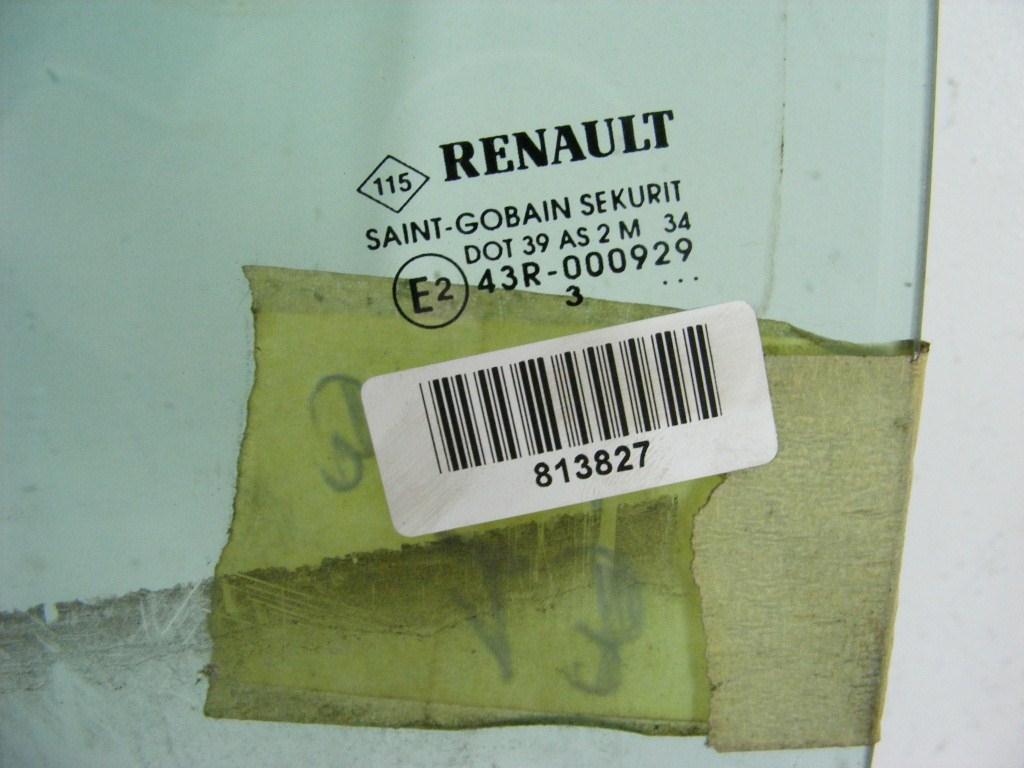 RENAULT
115
SAINT-GOBAIN SEKURIT
DOT 39 AS 2 M 34
E2 43R-000929
3 ...
813827